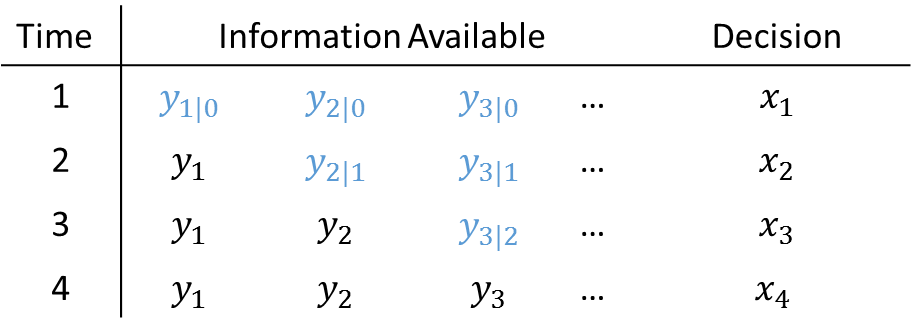 Time Information Available Decision
1 y₁|₀ y₂|₀ y₃|₀ ... x₁
2 y₁ y₂|₁ y₃|₁ ... x₂
3 y₁ y₂ y₃|₂ ... x₃
4 y₁ y₂ y₃ ... x₄